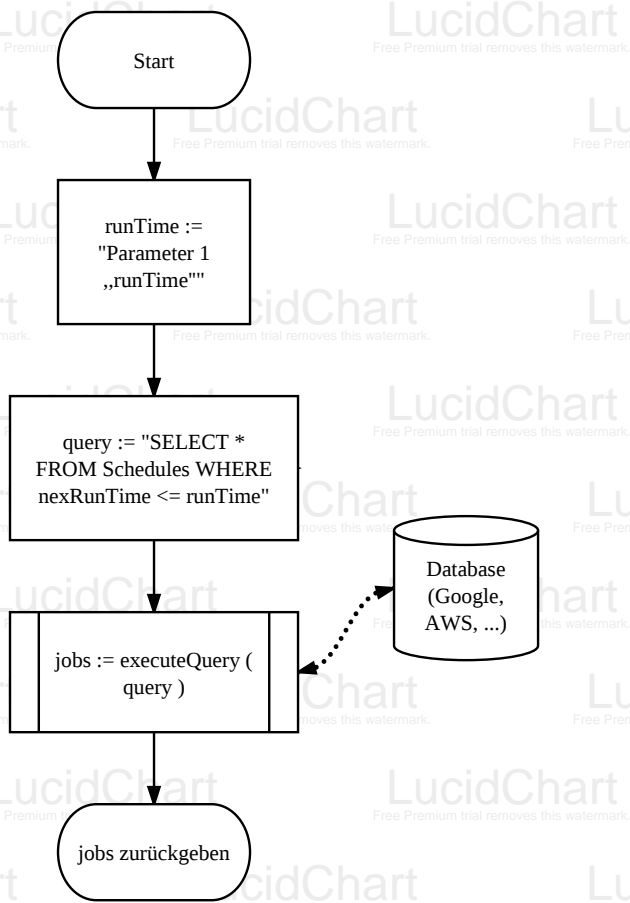 Start
runTime :=
"Parameter 1
,,runTime""
query := "SELECT *
FROM Schedules WHERE
nexRunTime <= runTime"
Database
(Google,
AWS, ...)
jobs := executeQuery (
query )
jobs zurückgeben
LucidChart
Free Premium trial removes this watermark.